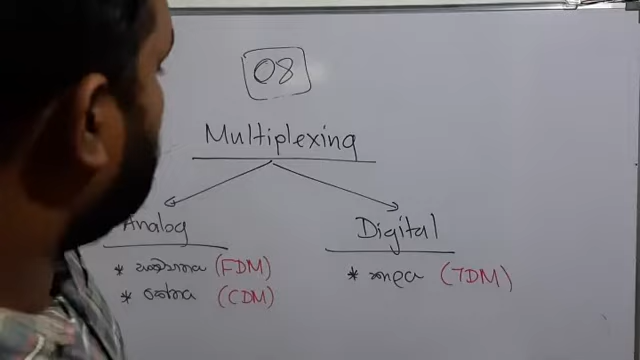 08
Multiplexing
Analog
Digital
* සංඛ්‍යාත (FDM)
* කේත (CDM)
* කාල (TDM)